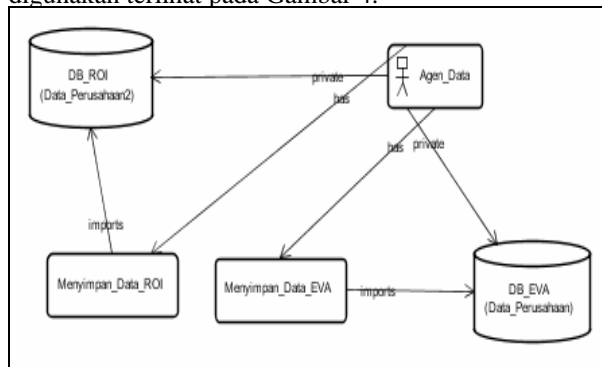 digunakan terlihat pada Gambar 4.
DB_ROI
(Data_Perusahaan2)
private
Agen_Data
has
has
private
imports
Menyimpan_Data_ROI
Menyimpan_Data_EVA
imports
DB_EVA
(Data_Perusahaan)